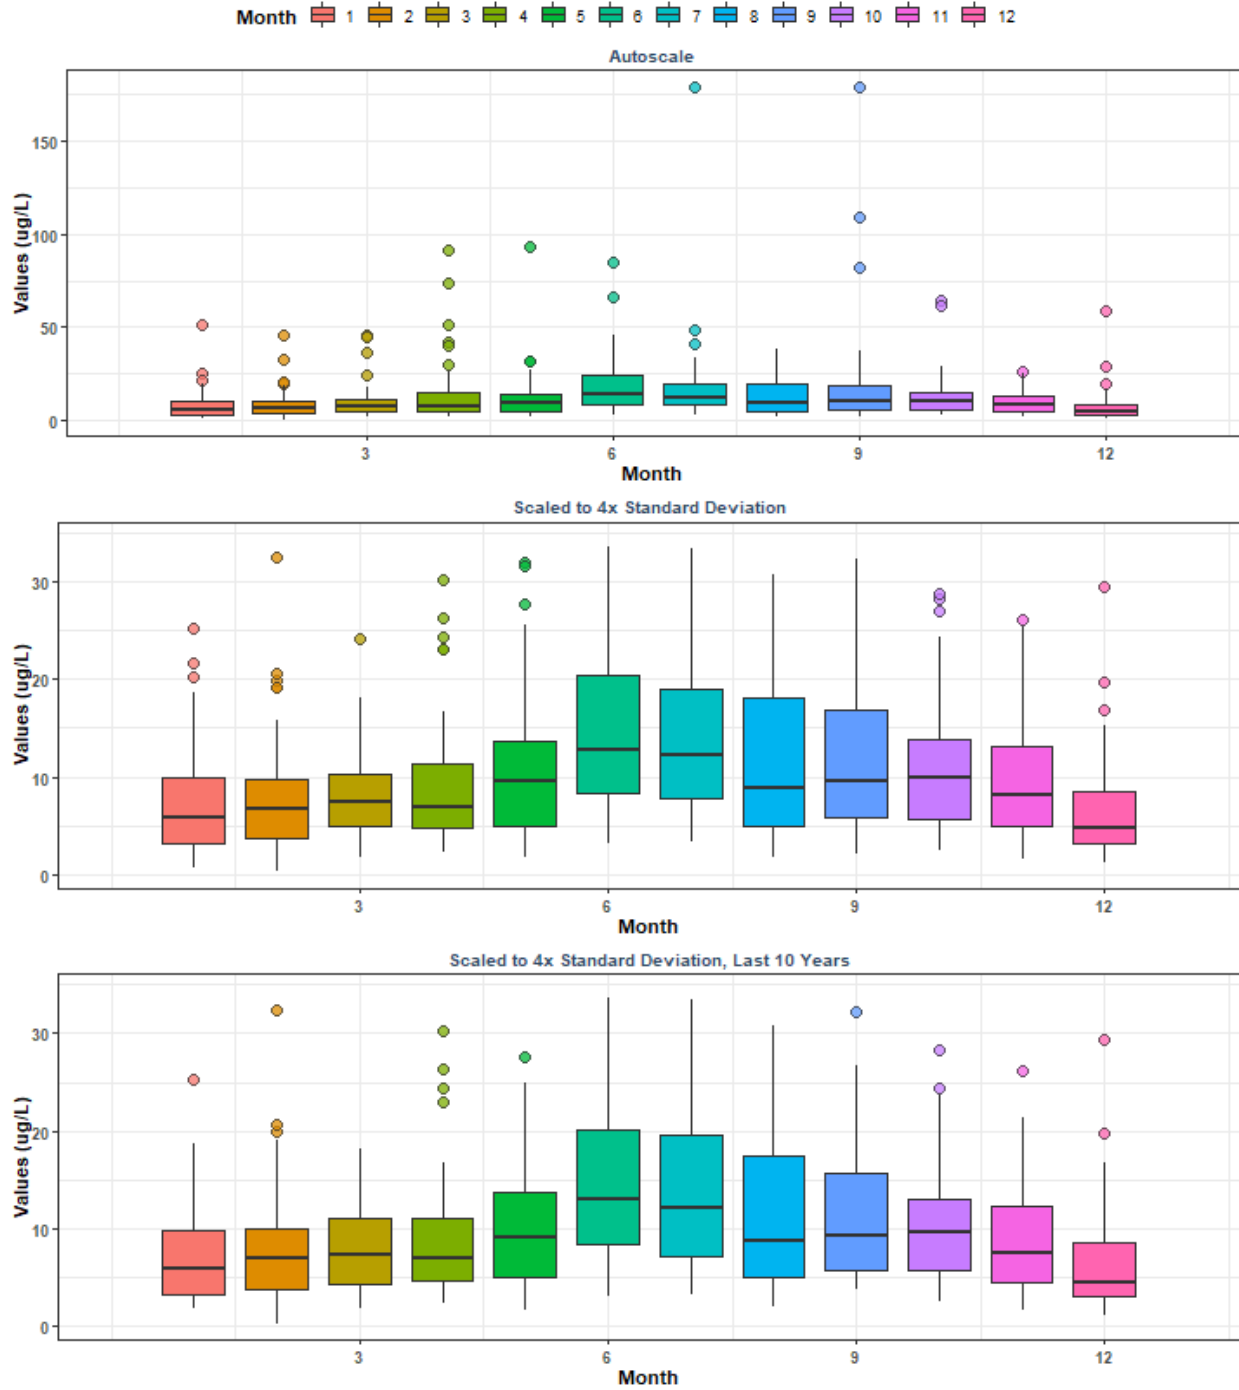 Month 1 2 3 4 5 6 7 8 9 10 11 12
Autoscale
Values (ug/L)
150
100
50
0
3 6 9 12
Month
Scaled to 4x Standard Deviation
Values (ug/L)
30
20
10
0
3 6 9 12
Month
Scaled to 4x Standard Deviation, Last 10 Years
Values (ug/L)
30
20
10
0
3 6 9 12
Month